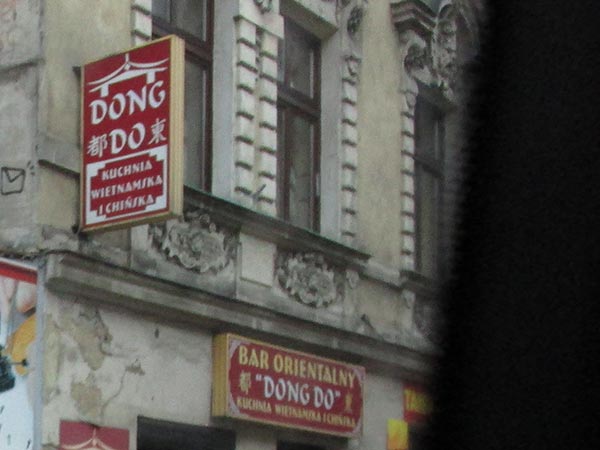 DONG
都 DO 東
KUCHNIA
WIETNAMSKA
I CHIŃSKA
BAR ORIENTALNY
都 "DONG DO" 東
KUCHNIA WIETNAMSKA I CHIŃSKA